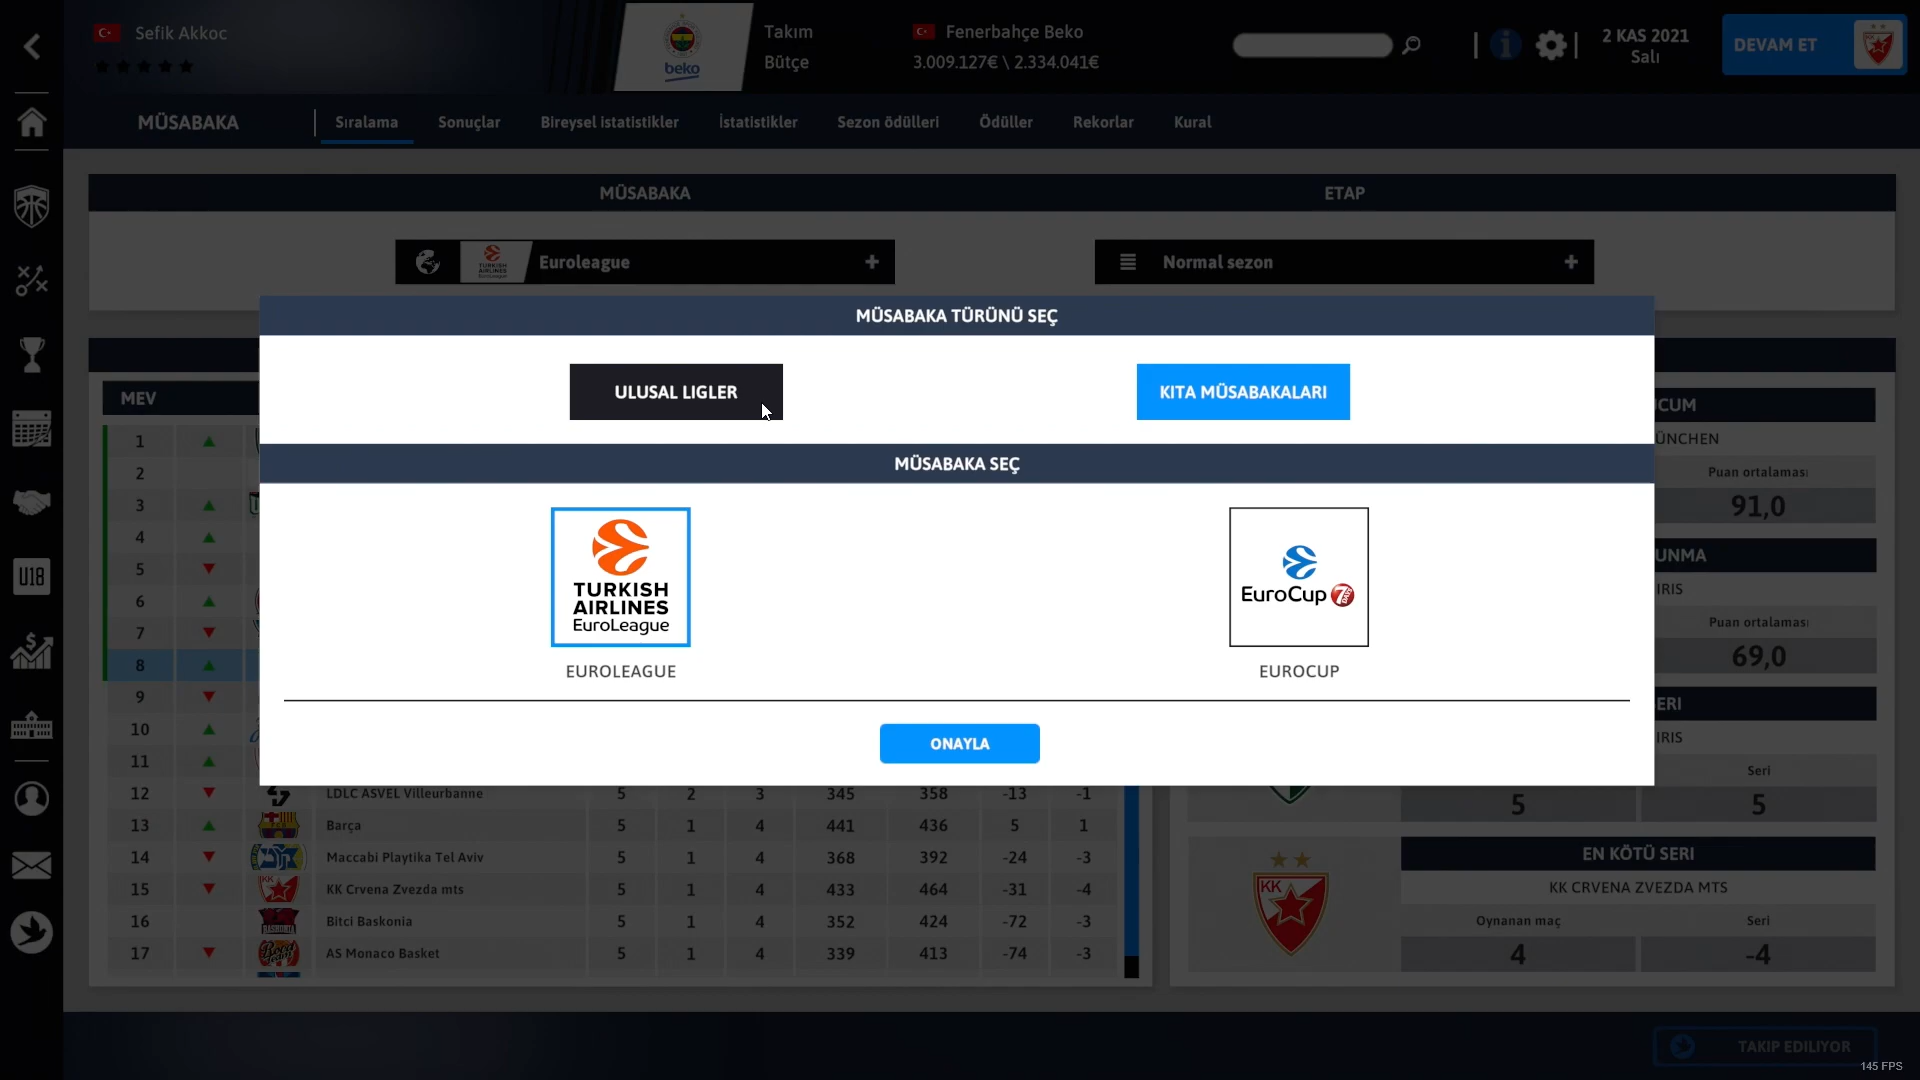 Sefik Akkoc
beko
Takım
Fenerbahçe Beko
Bütçe
3.009.127€ \ 2.334.041€
2 KAS 2021
Salı
DEVAM ET
MÜSABAKA
Sıralama
Sonuçlar
Bireysel istatistikler
İstatistikler
Sezon ödülleri
Ödüller
Rekorlar
Kural
MÜSABAKA
ETAP
TURKISH AIRLINES
Euroleague
+
Normal sezon
+
MÜSABAKA TÜRÜNÜ SEÇ
ULUSAL LIGLER
KITA MÜSABAKALARI
MÜSABAKA SEÇ
TURKISH
AIRLINES
EuroLeague
EUROLEAGUE
EuroCup 7DAYS
EUROCUP
ONAYLA
MEV
1
2
3
4
5
6
7
8
9
10
11
12 LDLC ASVEL Villeurbanne 5 2 3 345 358 -13 -1
13 Barça 5 1 4 441 436 5 1
14 Maccabi Playtika Tel Aviv 5 1 4 368 392 -24 -3
15 KK Crvena Zvezda mts 5 1 4 433 464 -31 -4
16 Bitci Baskonia 5 1 4 352 424 -72 -3
17 AS Monaco Basket 5 1 4 339 413 -74 -3
UCUM
ÜNCHEN
Puan ortalaması
91,0
UNMA
IRIS
Puan ortalaması
69,0
ERI
IRIS
Seri
5 5
EN KÖTÜ SERI
KK CRVENA ZVEZDA MTS
Oynanan maç
Seri
4 -4
KK
U18
TAKIP EDILIYOR
145 FPS